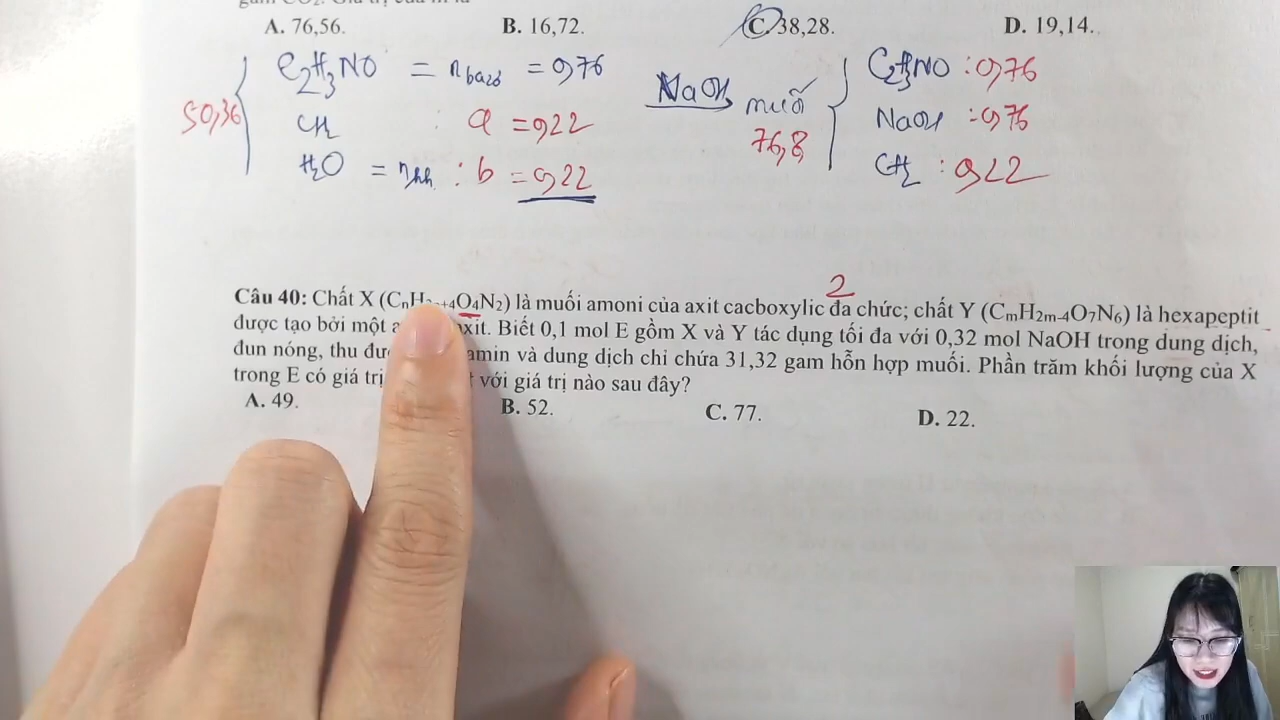 A. 76,56. B. 16,72. C. 38,28. D. 19,14.
50,36 { C2H3NO = nbazơ = 0,76
CH2 : a = 0,22
H2O = nhh : b = 0,22
NaOH muối 76,8
{ C2H3NO : 0,76
NaOH : 0,76
CH2 : 0,22
2
Câu 40: Chất X (CnH O4N2) là muối amoni của axit cacboxylic đa chức; chất Y (CmH2m-4O7N6) là hexapeptit
được tạo bởi một Biết 0,1 mol E gồm X và Y tác dụng tối đa với 0,32 mol NaOH trong dung dịch,
đun nóng, thu amin và dung dịch chỉ chứa 31,32 gam hỗn hợp muối. Phần trăm khối lượng của X
trong E có giá trị với giá trị nào sau đây?
A. 49. B. 52. C. 77. D. 22.